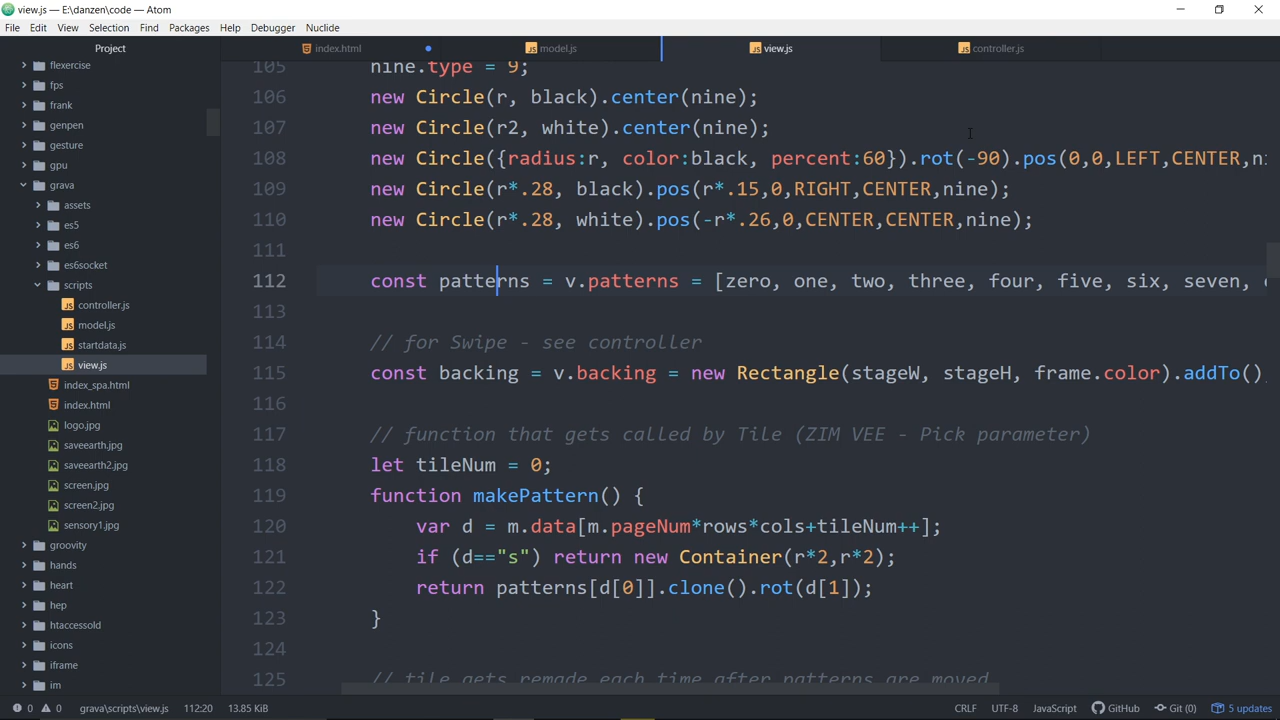 view.js — E:\danzen\code — Atom
File Edit View Selection Find Packages Help Debugger Nuclide
Project
index.html
model.js
view.js
controller.js
flexercise
fps
frank
genpen
gesture
gpu
grava
assets
es5
es6
es6socket
scripts
controller.js
model.js
startdata.js
view.js
index_spa.html
index.html
logo.jpg
saveearth.jpg
saveearth2.jpg
screen.jpg
screen2.jpg
sensory1.jpg
groovity
hands
heart
hep
htaccessold
icons
iframe
im
105 nine.type = 9;
106 new Circle(r, black).center(nine);
107 new Circle(r2, white).center(nine);
108 new Circle({radius:r, color:black, percent:60}).rot(-90).pos(0,0,LEFT,CENTER,ni
109 new Circle(r*.28, black).pos(r*.15,0,RIGHT,CENTER,nine);
110 new Circle(r*.28, white).pos(-r*.26,0,CENTER,CENTER,nine);
111
112 const patterns = v.patterns = [zero, one, two, three, four, five, six, seven,
113
114 // for Swipe - see controller
115 const backing = v.backing = new Rectangle(stageW, stageH, frame.color).addTo()
116
117 // function that gets called by Tile (ZIM VEE - Pick parameter)
118 let tileNum = 0;
119 function makePattern() {
120 var d = m.data[m.pageNum*rows*cols+tileNum++];
121 if (d=="s") return new Container(r*2,r*2);
122 return patterns[d[0]].clone().rot(d[1]);
123 }
124
125 // tile gets remade each time after patterns are moved
0 0 grava\scripts\view.js 112:20 13.85 KiB CRLF UTF-8 JavaScript GitHub Git (0) 5 updates